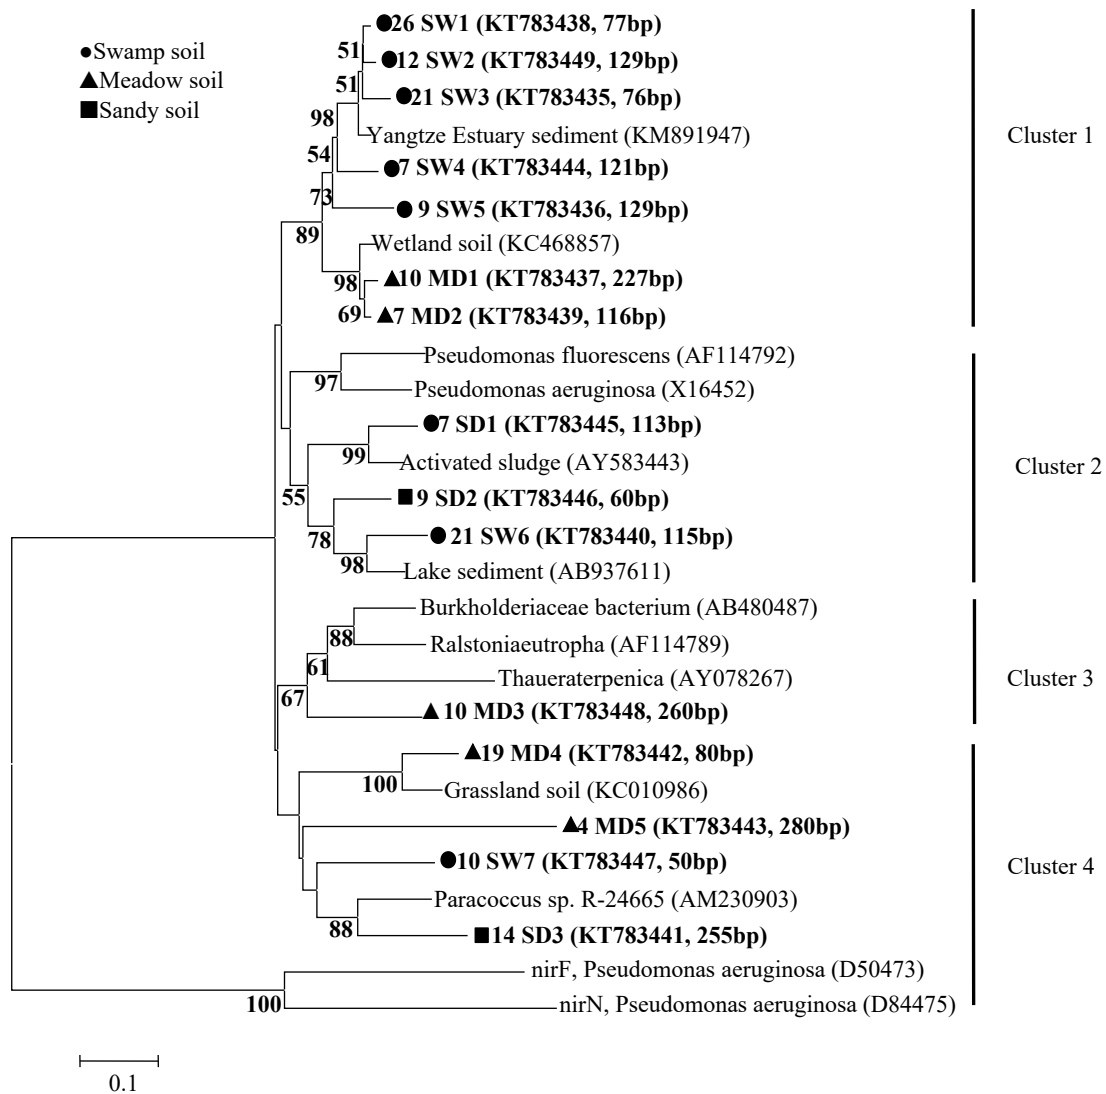 ●Swamp soil
▲Meadow soil
■Sandy soil
●26 SW1 (KT783438, 77bp)
51
●12 SW2 (KT783449, 129bp)
51
●21 SW3 (KT783435, 76bp)
98
Yangtze Estuary sediment (KM891947)
Cluster 1
54
●7 SW4 (KT783444, 121bp)
73
● 9 SW5 (KT783436, 129bp)
89
Wetland soil (KC468857)
98
▲10 MD1 (KT783437, 227bp)
69
▲7 MD2 (KT783439, 116bp)
Pseudomonas fluorescens (AF114792)
97
Pseudomonas aeruginosa (X16452)
●7 SD1 (KT783445, 113bp)
99
Activated sludge (AY583443)
Cluster 2
55
■9 SD2 (KT783446, 60bp)
78
● 21 SW6 (KT783440, 115bp)
98
Lake sediment (AB937611)
Burkholderiaceae bacterium (AB480487)
88
Ralstoniaeutropha (AF114789)
61
Thaueraterpenica (AY078267)
Cluster 3
67
▲ 10 MD3 (KT783448, 260bp)
▲19 MD4 (KT783442, 80bp)
100
Grassland soil (KC010986)
▲4 MD5 (KT783443, 280bp)
●10 SW7 (KT783447, 50bp)
Cluster 4
Paracoccus sp. R-24665 (AM230903)
88
■14 SD3 (KT783441, 255bp)
nirF, Pseudomonas aeruginosa (D50473)
100
nirN, Pseudomonas aeruginosa (D84475)
0.1